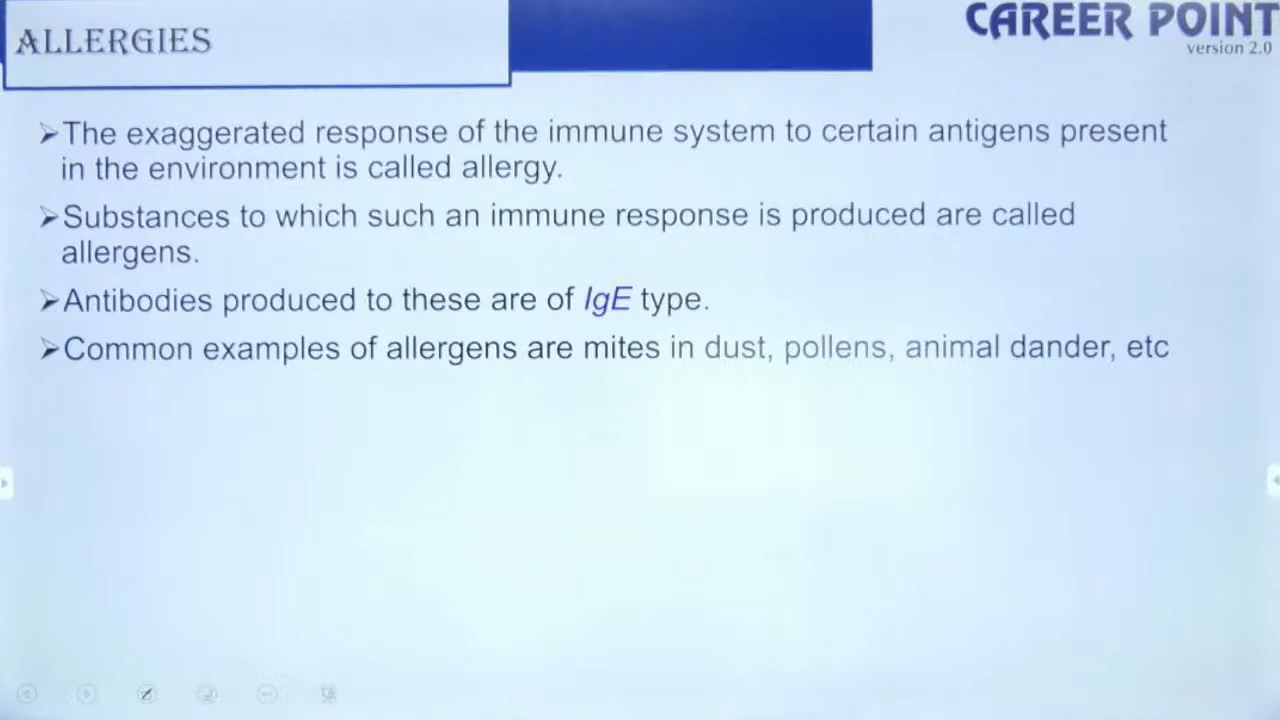 ALLERGIES
CAREER POINT
version 2.0
➢The exaggerated response of the immune system to certain antigens present
in the environment is called allergy.
➢Substances to which such an immune response is produced are called
allergens.
➢Antibodies produced to these are of IgE type.
➢Common examples of allergens are mites in dust, pollens, animal dander, etc